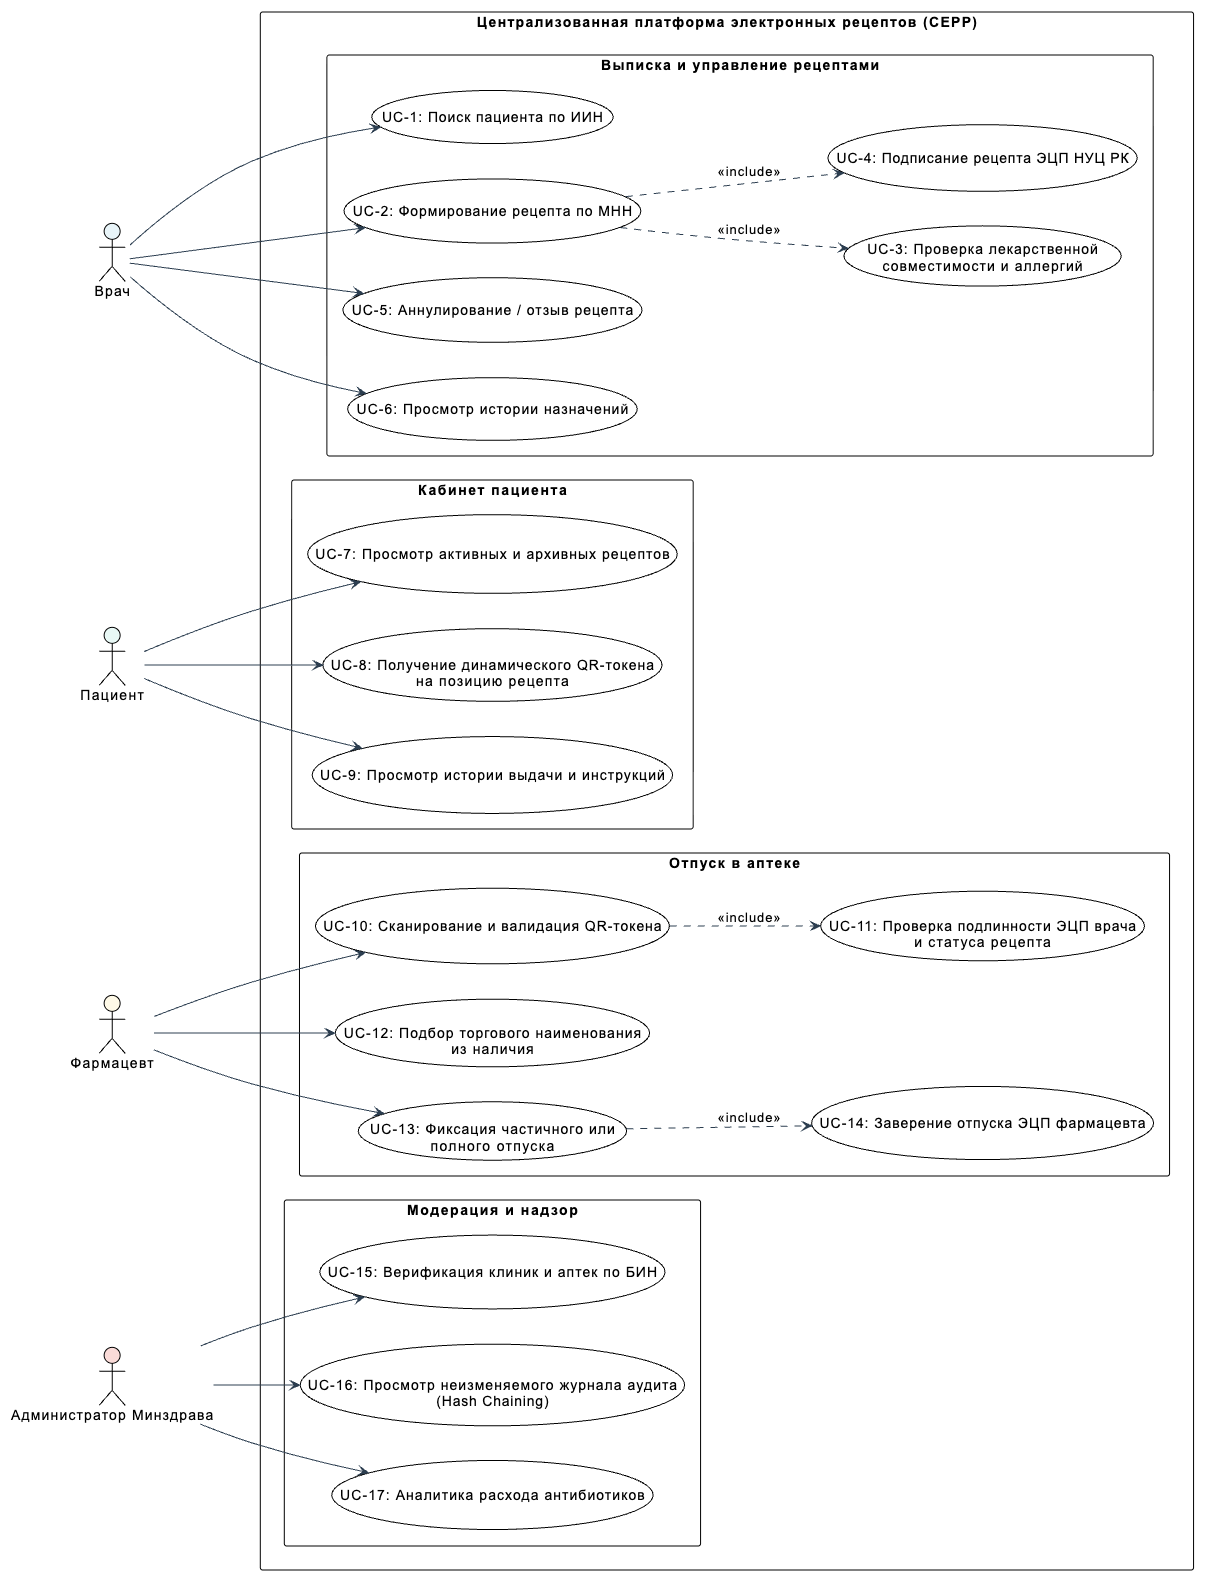 Централизованная платформа электронных рецептов (CEPP)
Выписка и управление рецептами
UC-1: Поиск пациента по ИИН
UC-4: Подписание рецепта ЭЦП НУЦ РК
«include»
UC-2: Формирование рецепта по МНН
«include»
UC-3: Проверка лекарственной
совместимости и аллергий
Врач
UC-5: Аннулирование / отзыв рецепта
UC-6: Просмотр истории назначений
Кабинет пациента
UC-7: Просмотр активных и архивных рецептов
UC-8: Получение динамического QR-токена
на позицию рецепта
Пациент
UC-9: Просмотр истории выдачи и инструкций
Отпуск в аптеке
UC-10: Сканирование и валидация QR-токена
«include»
UC-11: Проверка подлинности ЭЦП врача
и статуса рецепта
UC-12: Подбор торгового наименования
из наличия
Фармацевт
UC-13: Фиксация частичного или
полного отпуска
«include»
UC-14: Заверение отпуска ЭЦП фармацевта
Модерация и надзор
UC-15: Верификация клиник и аптек по БИН
UC-16: Просмотр неизменяемого журнала аудита
(Hash Chaining)
Администратор Минздрава
UC-17: Аналитика расхода антибиотиков